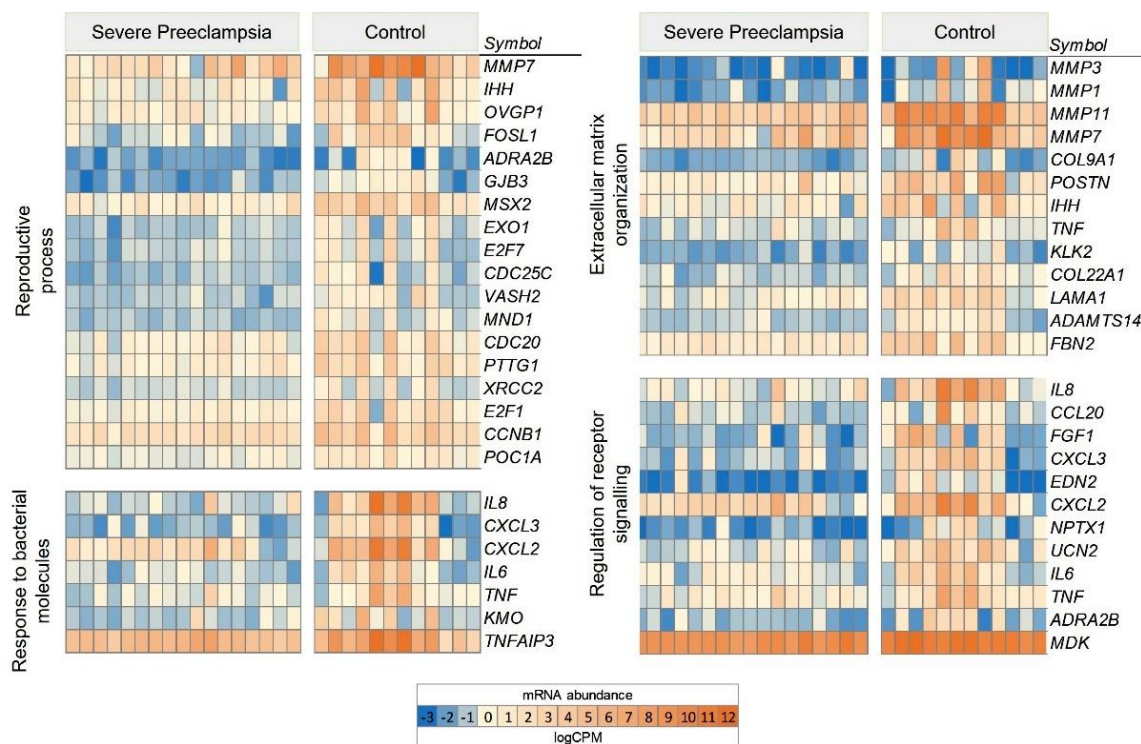 Severe Preeclampsia
Control
Symbol
Reproductive
process
MMP7
IHH
OVGP1
FOSL1
ADRA2B
GJB3
MSX2
EXO1
E2F7
CDC25C
VASH2
MND1
CDC20
PTTG1
XRCC2
E2F1
CCNB1
POC1A
Response to bacterial
molecules
IL8
CXCL3
CXCL2
IL6
TNF
KMO
TNFAIP3
Severe Preeclampsia
Control
Symbol
Extracellular matrix
organization
MMP3
MMP1
MMP11
MMP7
COL9A1
POSTN
IHH
TNF
KLK2
COL22A1
LAMA1
ADAMTS14
FBN2
Regulation of receptor
signalling
IL8
CCL20
FGF1
CXCL3
EDN2
CXCL2
NPTX1
UCN2
IL6
TNF
ADRA2B
MDK
mRNA abundance
-3 -2 -1 0 1 2 3 4 5 6 7 8 9 10 11 12
logCPM